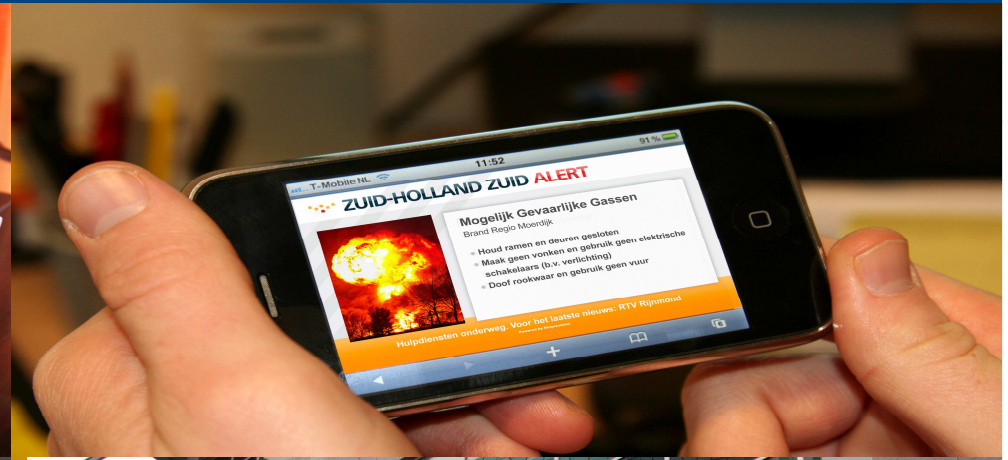 T-Mobile NL 11:52 91 %
ZUID-HOLLAND ZUID ALERT
Mogelijk Gevaarlijke Gassen
Brand Regio Moerdijk
• Houd ramen en deuren gesloten
• Maak geen vonken en gebruik geen elektrische
schakelaars (b.v. verlichting)
• Doof rookwaar en gebruik geen vuur
Hulpdiensten onderweg. Voor het laatste nieuws: RTV Rijnmond